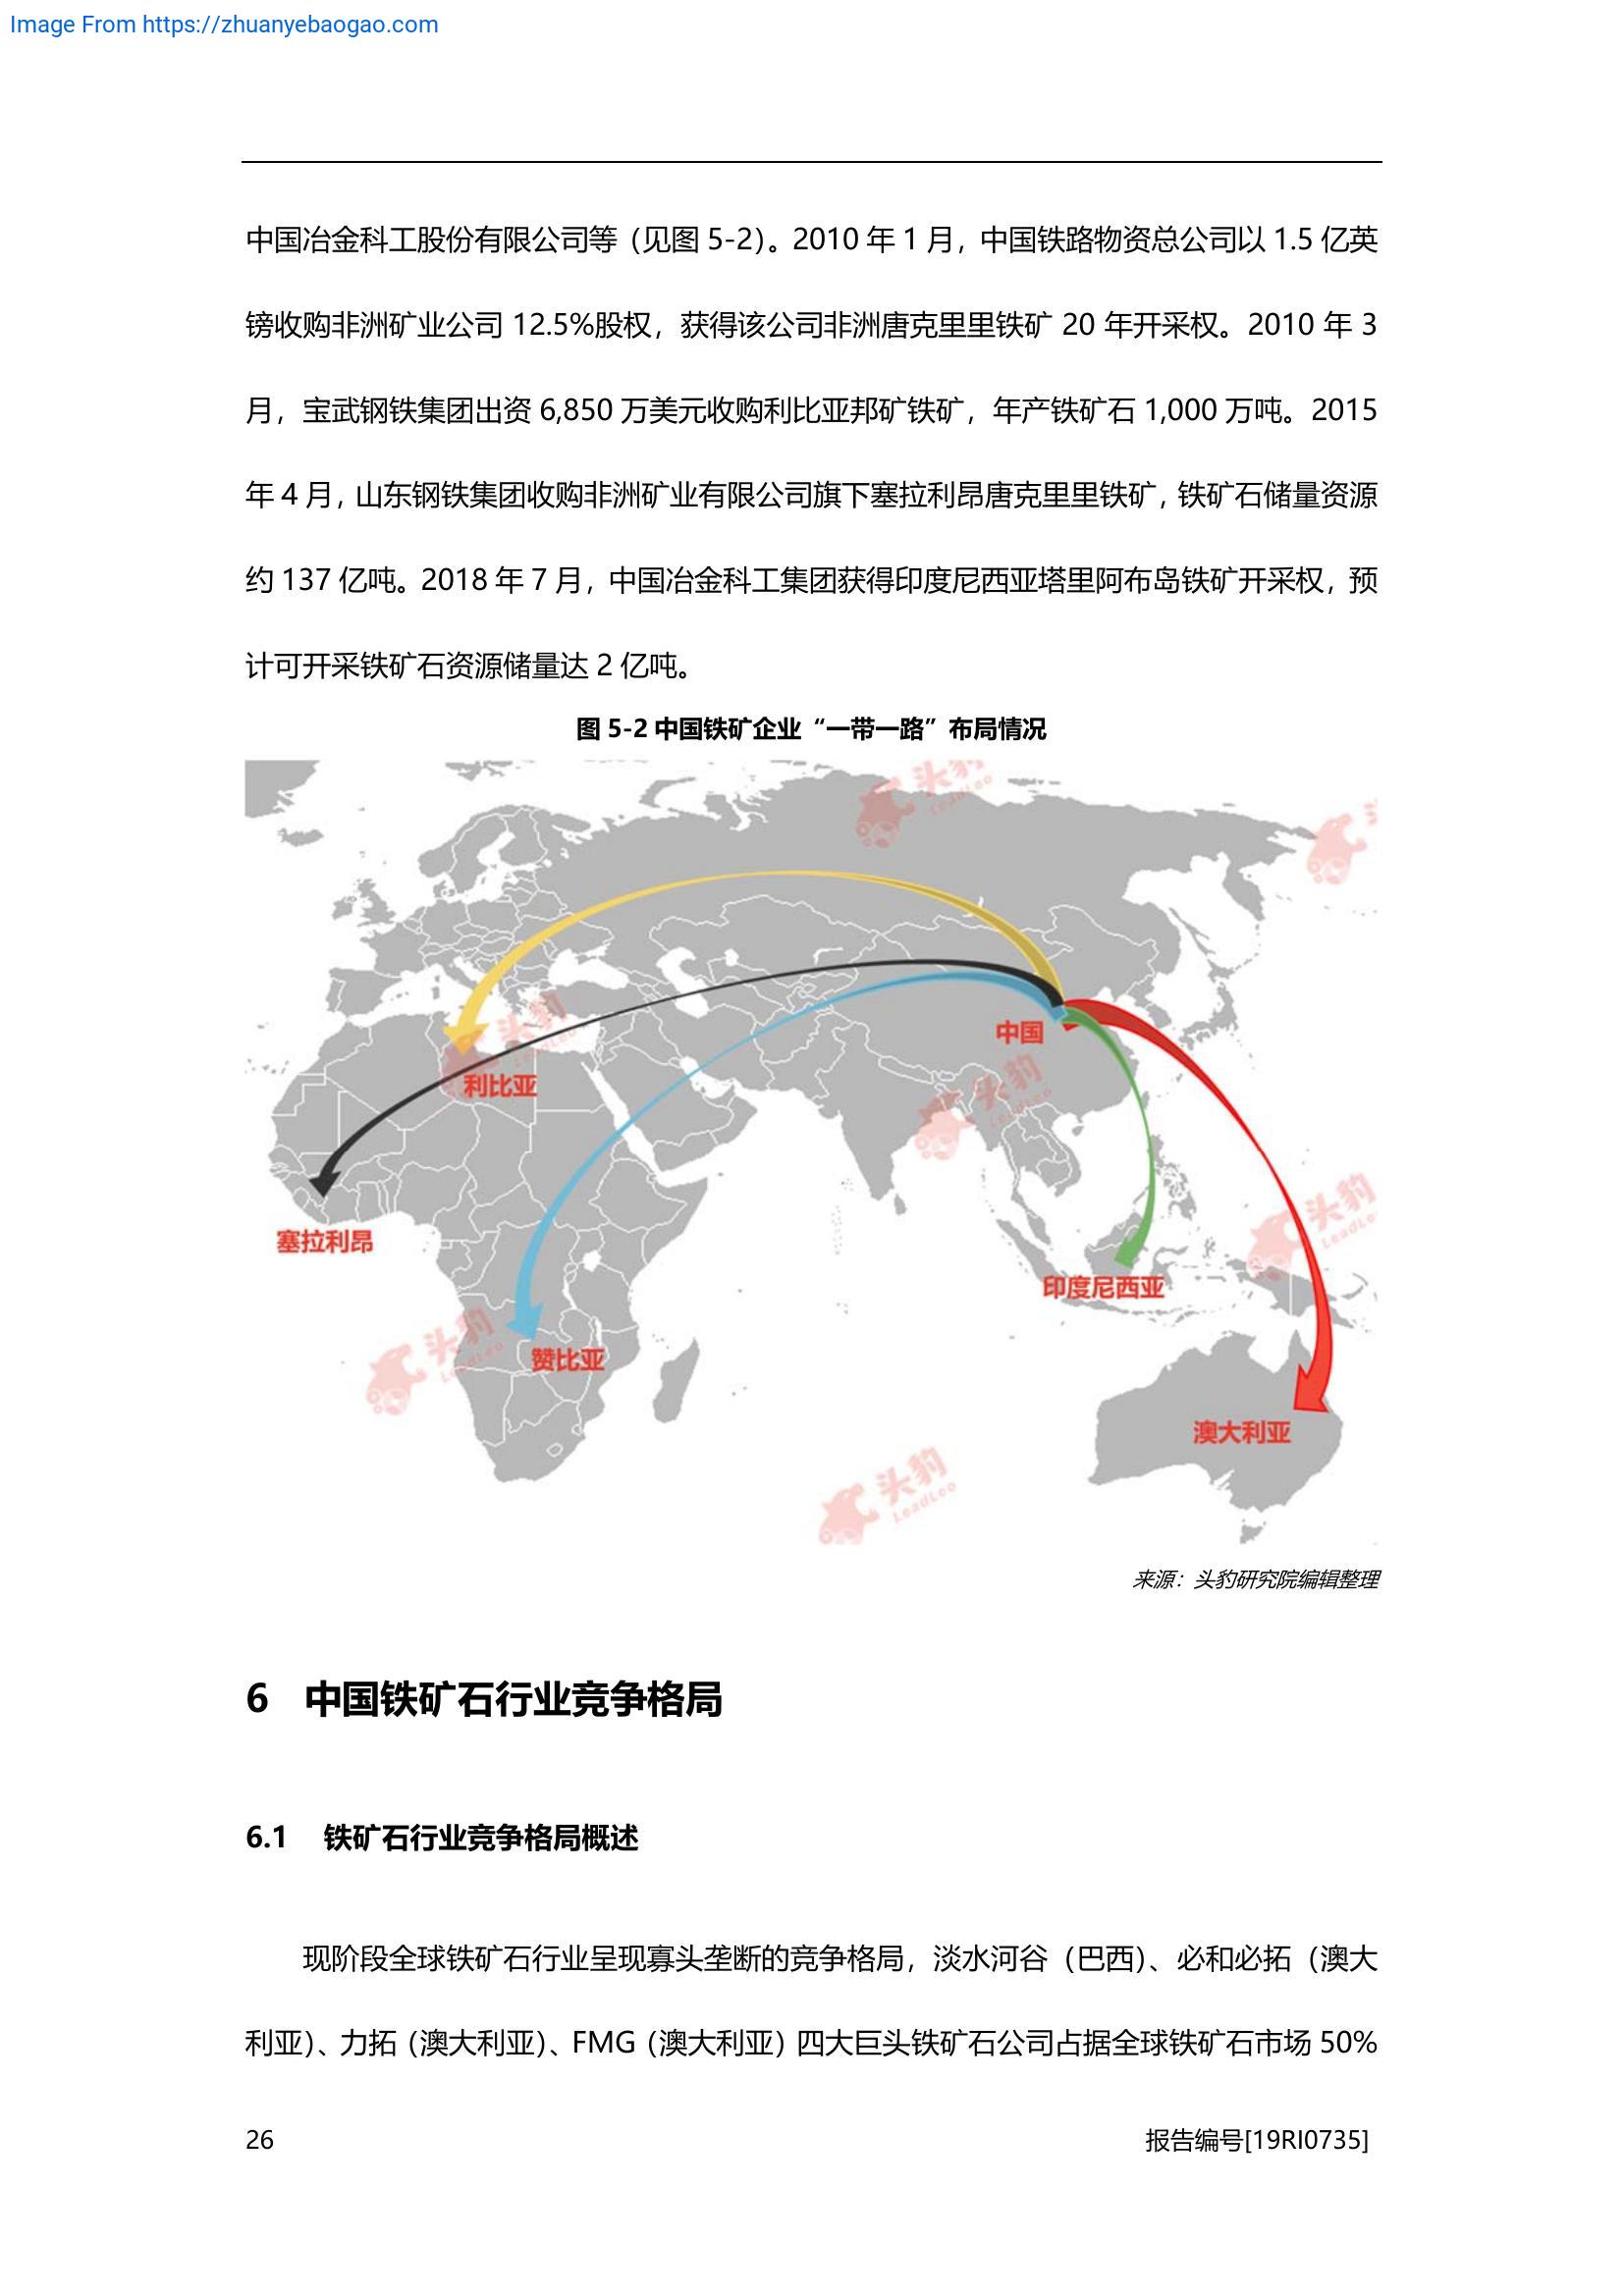 Image From https://zhuanyebaogao.com
中国冶金科工股份有限公司等（见图 5-2）。2010 年 1 月，中国铁路物资总公司以 1.5 亿英
镑收购非洲矿业公司 12.5%股权，获得该公司非洲唐克里里铁矿 20 年开采权。2010 年 3
月，宝武钢铁集团出资 6,850 万美元收购利比亚邦矿铁矿，年产铁矿石 1,000 万吨。2015
年 4 月，山东钢铁集团收购非洲矿业有限公司旗下塞拉利昂唐克里里铁矿，铁矿石储量资源
约 137 亿吨。2018 年 7 月，中国冶金科工集团获得印度尼西亚塔里阿布岛铁矿开采权，预
计可开采铁矿石资源储量达 2 亿吨。
图 5-2 中国铁矿企业“一带一路”布局情况
头豹
LeadLeo
头豹
LeadLeo
中国
利比亚
头豹
LeadLeo
头豹
LeadLeo
塞拉利昂
印度尼西亚
头豹
LeadLeo
赞比亚
澳大利亚
头豹
LeadLeo
来源：头豹研究院编辑整理
6 中国铁矿石行业竞争格局
6.1 铁矿石行业竞争格局概述
现阶段全球铁矿石行业呈现寡头垄断的竞争格局，淡水河谷（巴西）、必和必拓（澳大
利亚）、力拓（澳大利亚）、FMG（澳大利亚）四大巨头铁矿石公司占据全球铁矿石市场 50%
26 报告编号[19RI0735]